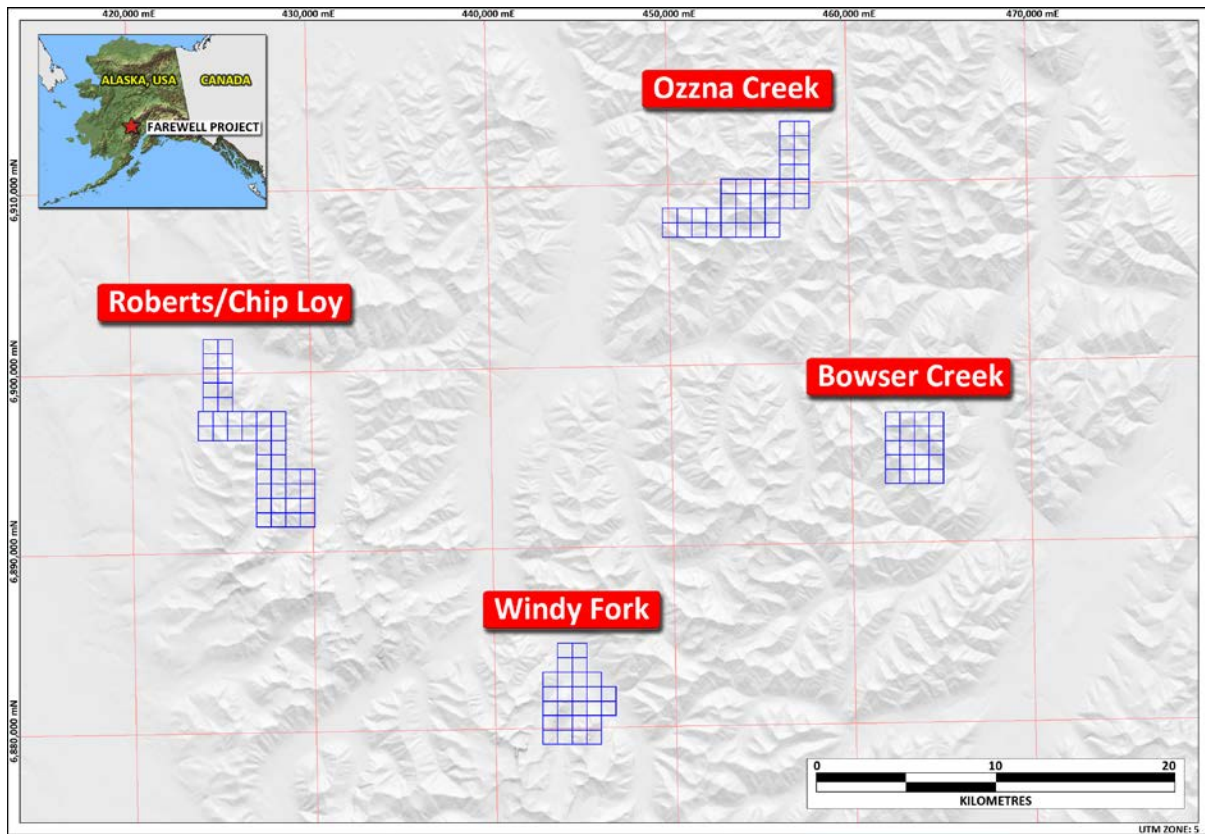 420,000 mE
430,000 mE
440,000 mE
450,000 mE
460,000 mE
470,000 mE
ALASKA, USA
CANADA
FAREWELL PROJECT
Ozzna Creek
6,910,000 mN
Roberts/Chip Loy
6,900,000 mN
Bowser Creek
6,890,000 mN
Windy Fork
6,880,000 mN
0 10 20
KILOMETRES
UTM ZONE: 5